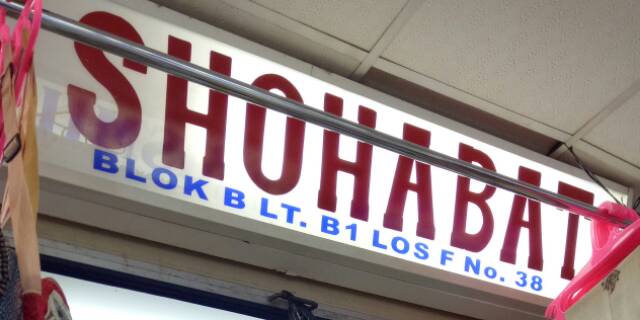 SHOHABAT
BLOK B LT. B1 LOS F No. 38